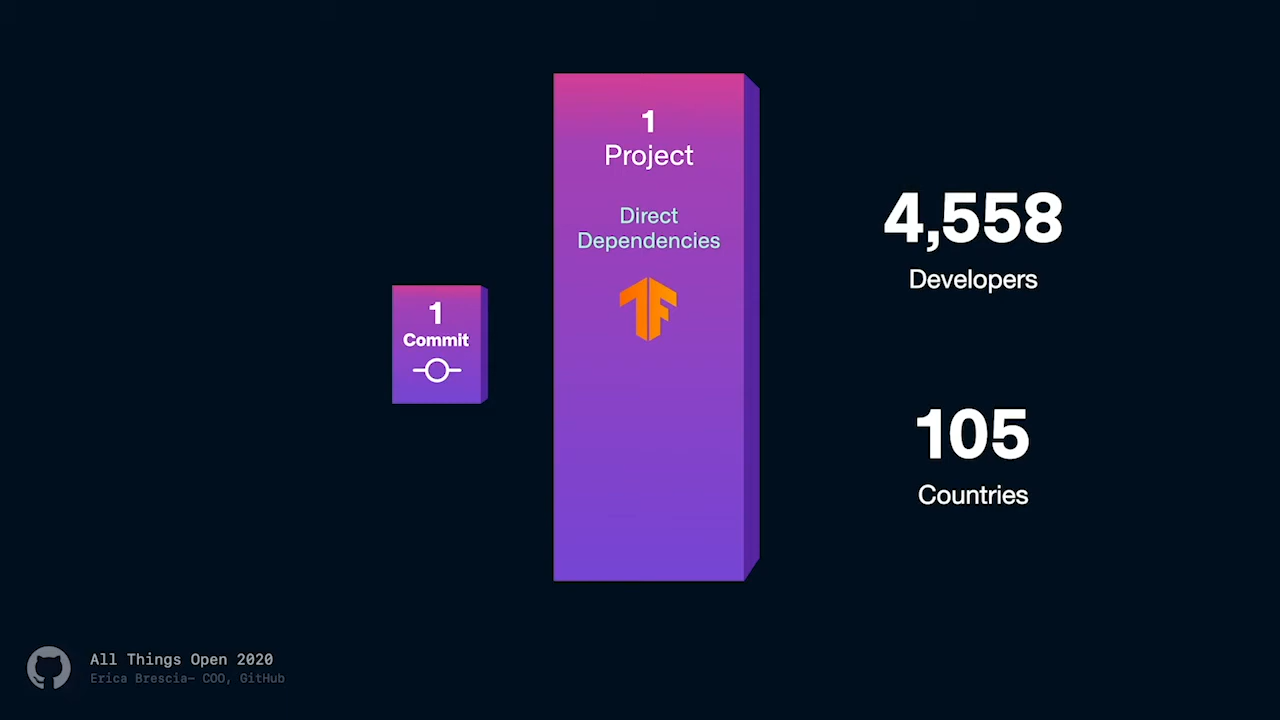 1
Commit
1
Project
Direct
Dependencies
4,558
Developers
105
Countries
All Things Open 2020
Erica Brescia– COO, GitHub